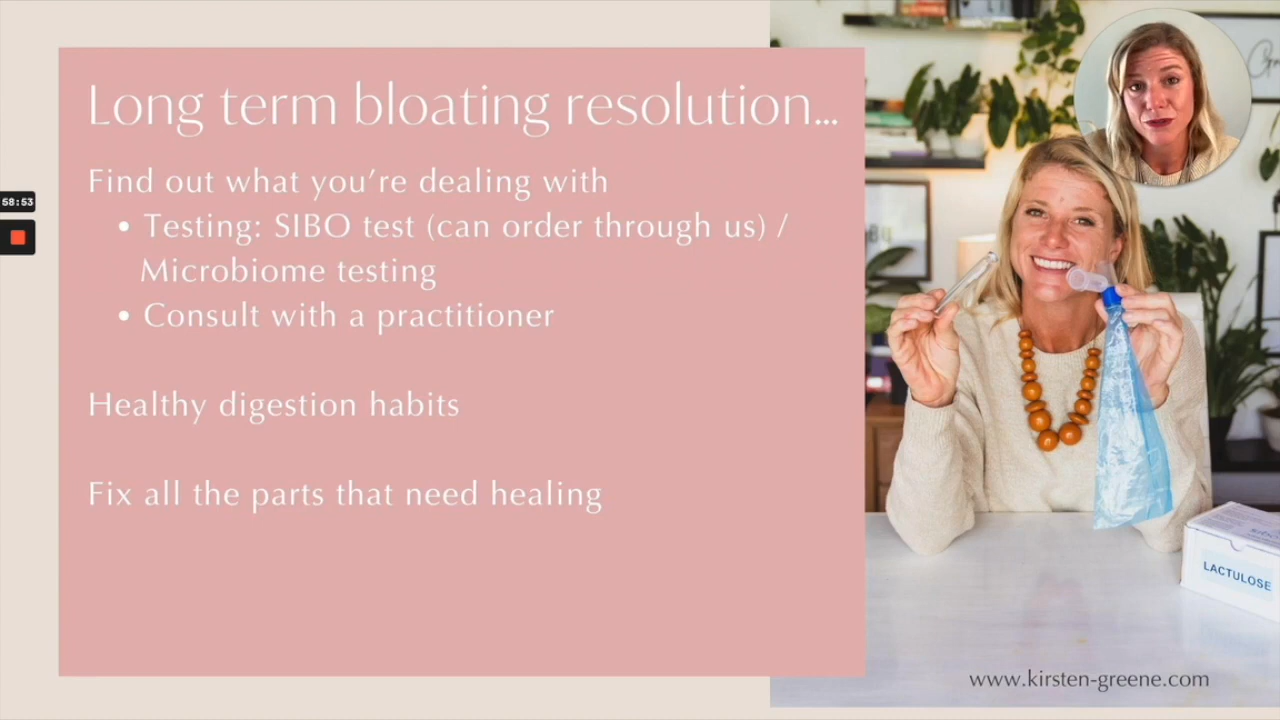 Long term bloating resolution...
Find out what you're dealing with
• Testing: SIBO test (can order through us) /
Microbiome testing
• Consult with a practitioner
Healthy digestion habits
Fix all the parts that need healing
58:53
LACTULOSE
www.kirsten-greene.com